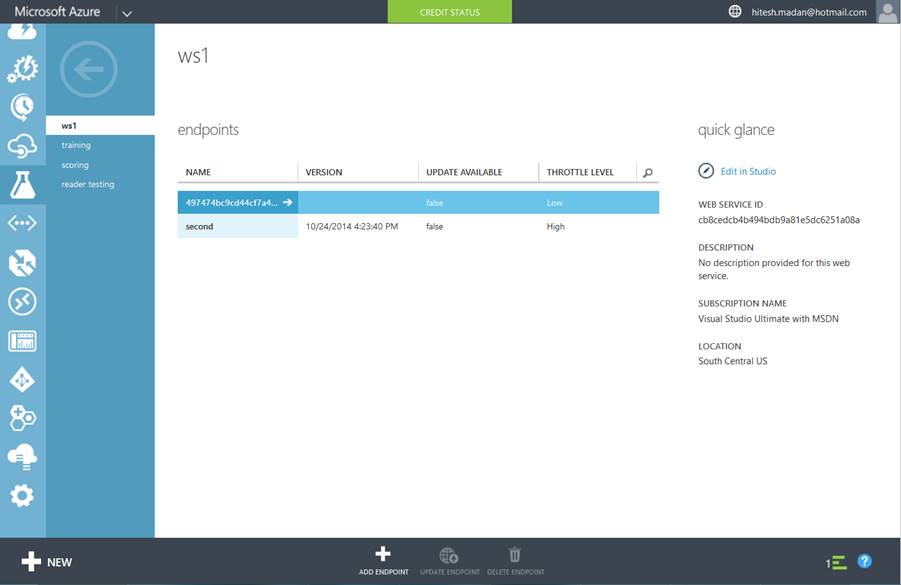 Microsoft Azure
CREDIT STATUS
hitesh.madan@hotmail.com
ws1
training
scoring
reader testing
ws1
endpoints
NAME VERSION UPDATE AVAILABLE THROTTLE LEVEL
497474bc9cd44cf7a4... false Low
second 10/24/2014 4:23:40 PM false High
quick glance
Edit in Studio
WEB SERVICE ID
cb8cedcb4b494bdb9a81e5dc6251a08a
DESCRIPTION
No description provided for this web
service.
SUBSCRIPTION NAME
Visual Studio Ultimate with MSDN
LOCATION
South Central US
NEW
ADD ENDPOINT UPDATE ENDPOINT DELETE ENDPOINT
1 ?